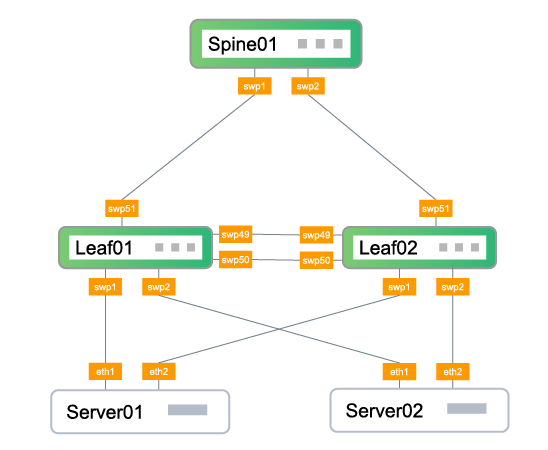 Spine01
swp1 swp2
swp51 swp51
Leaf01 swp49 swp49 Leaf02
swp50 swp50
swp1 swp2 swp1 swp2
eth1 eth2 eth1 eth2
Server01 Server02